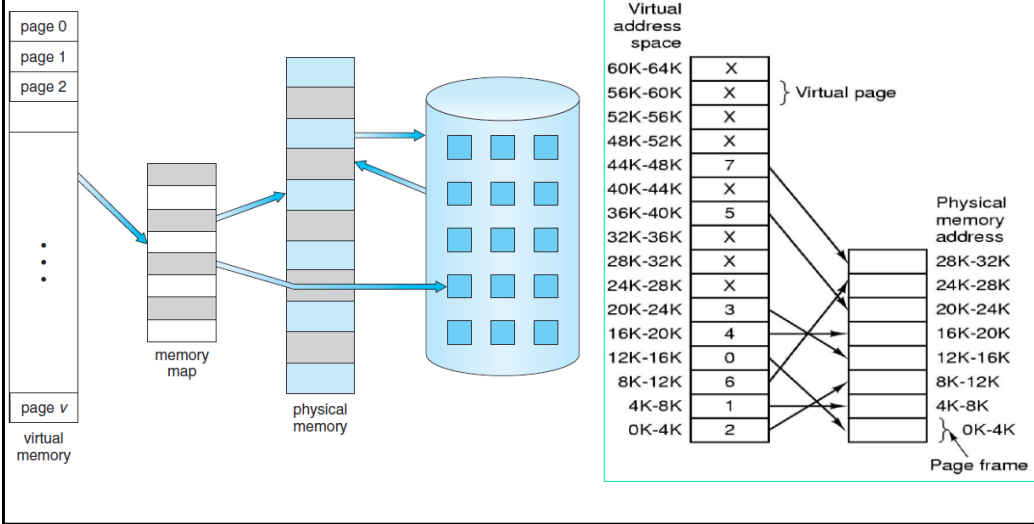 page 0
page 1
page 2
page v
virtual
memory
memory
map
physical
memory
Virtual
address
space
60K-64K X
56K-60K X Virtual page
52K-56K X
48K-52K X
44K-48K 7
40K-44K X
36K-40K 5
32K-36K X
28K-32K X
24K-28K X
20K-24K 3
16K-20K 4
12K-16K 0
8K-12K 6
4K-8K 1
0K-4K 2
Physical
memory
address
28K-32K
24K-28K
20K-24K
16K-20K
12K-16K
8K-12K
4K-8K
0K-4K
Page frame